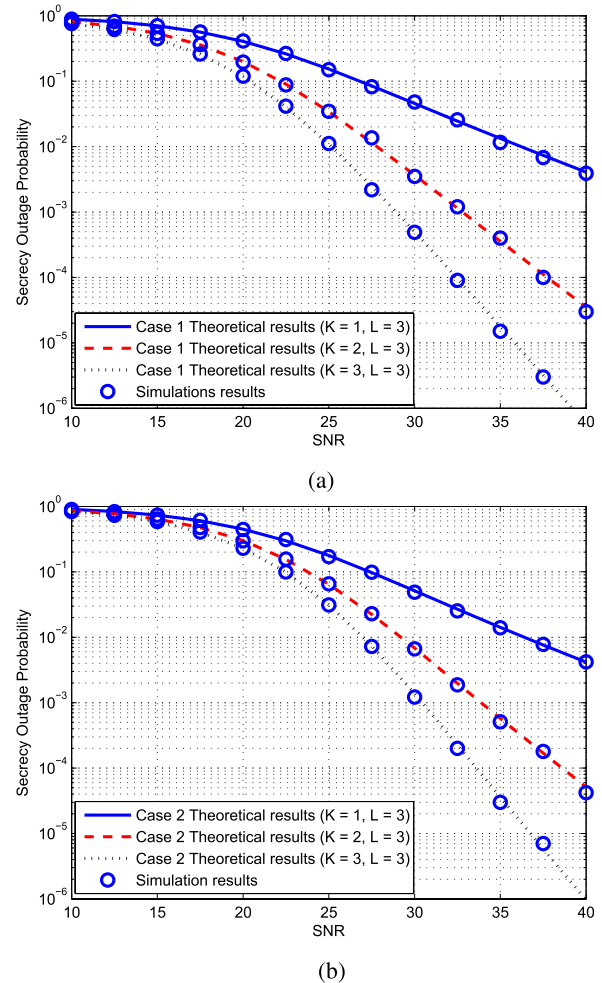 10^0
10^-1
10^-2
10^-3
10^-4
10^-5
10^-6
Secrecy Outage Probability
Case 1 Theoretical results (K = 1, L = 3)
Case 1 Theoretical results (K = 2, L = 3)
Case 1 Theoretical results (K = 3, L = 3)
Simulations results
10 15 20 25 30 35 40
SNR
(a)
10^0
10^-1
10^-2
10^-3
10^-4
10^-5
10^-6
Secrecy Outage Probability
Case 2 Theoretical results (K = 1, L = 3)
Case 2 Theoretical results (K = 2, L = 3)
Case 2 Theoretical results (K = 3, L = 3)
Simulation results
10 15 20 25 30 35 40
SNR
(b)